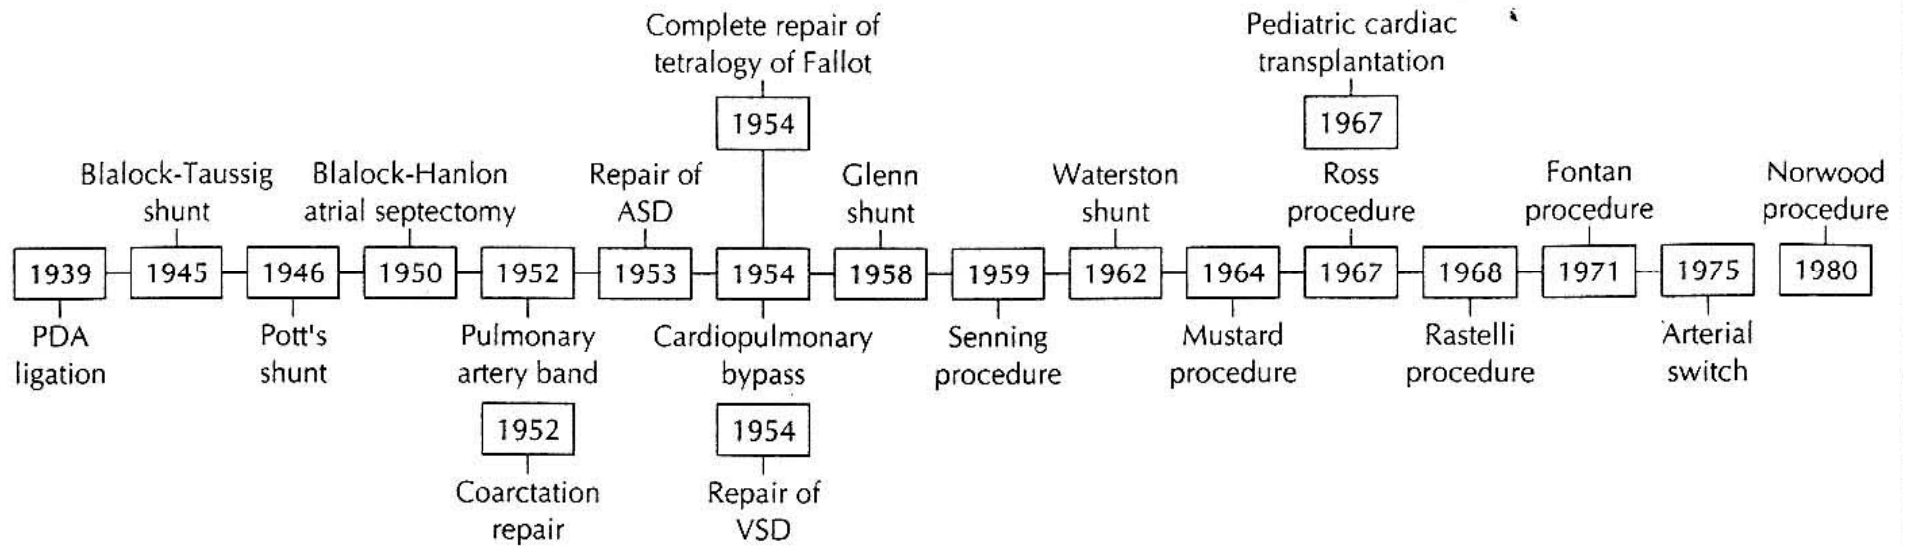 Complete repair of
tetralogy of Fallot
1954
Pediatric cardiac
transplantation
1967
Blalock-Taussig
shunt
Blalock-Hanlon
atrial septectomy
Repair of
ASD
Glenn
shunt
Waterston
shunt
Ross
procedure
Fontan
procedure
Norwood
procedure
1939
1945
1946
1950
1952
1953
1954
1958
1959
1962
1964
1967
1968
1971
1975
1980
PDA
ligation
Pott's
shunt
Pulmonary
artery band
Cardiopulmonary
bypass
Senning
procedure
Mustard
procedure
Rastelli
procedure
Arterial
switch
1952
Coarctation
repair
1954
Repair of
VSD